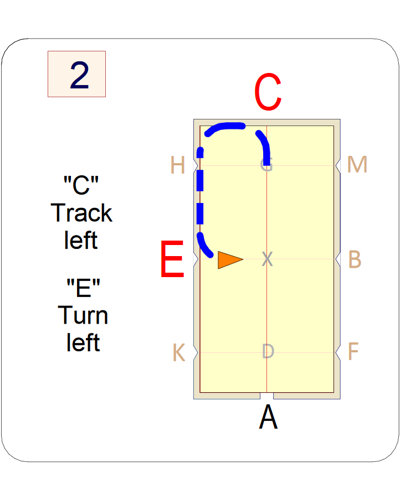 2
C
H G M
"C"
Track
left
E X B
"E"
Turn
left
K D F
A